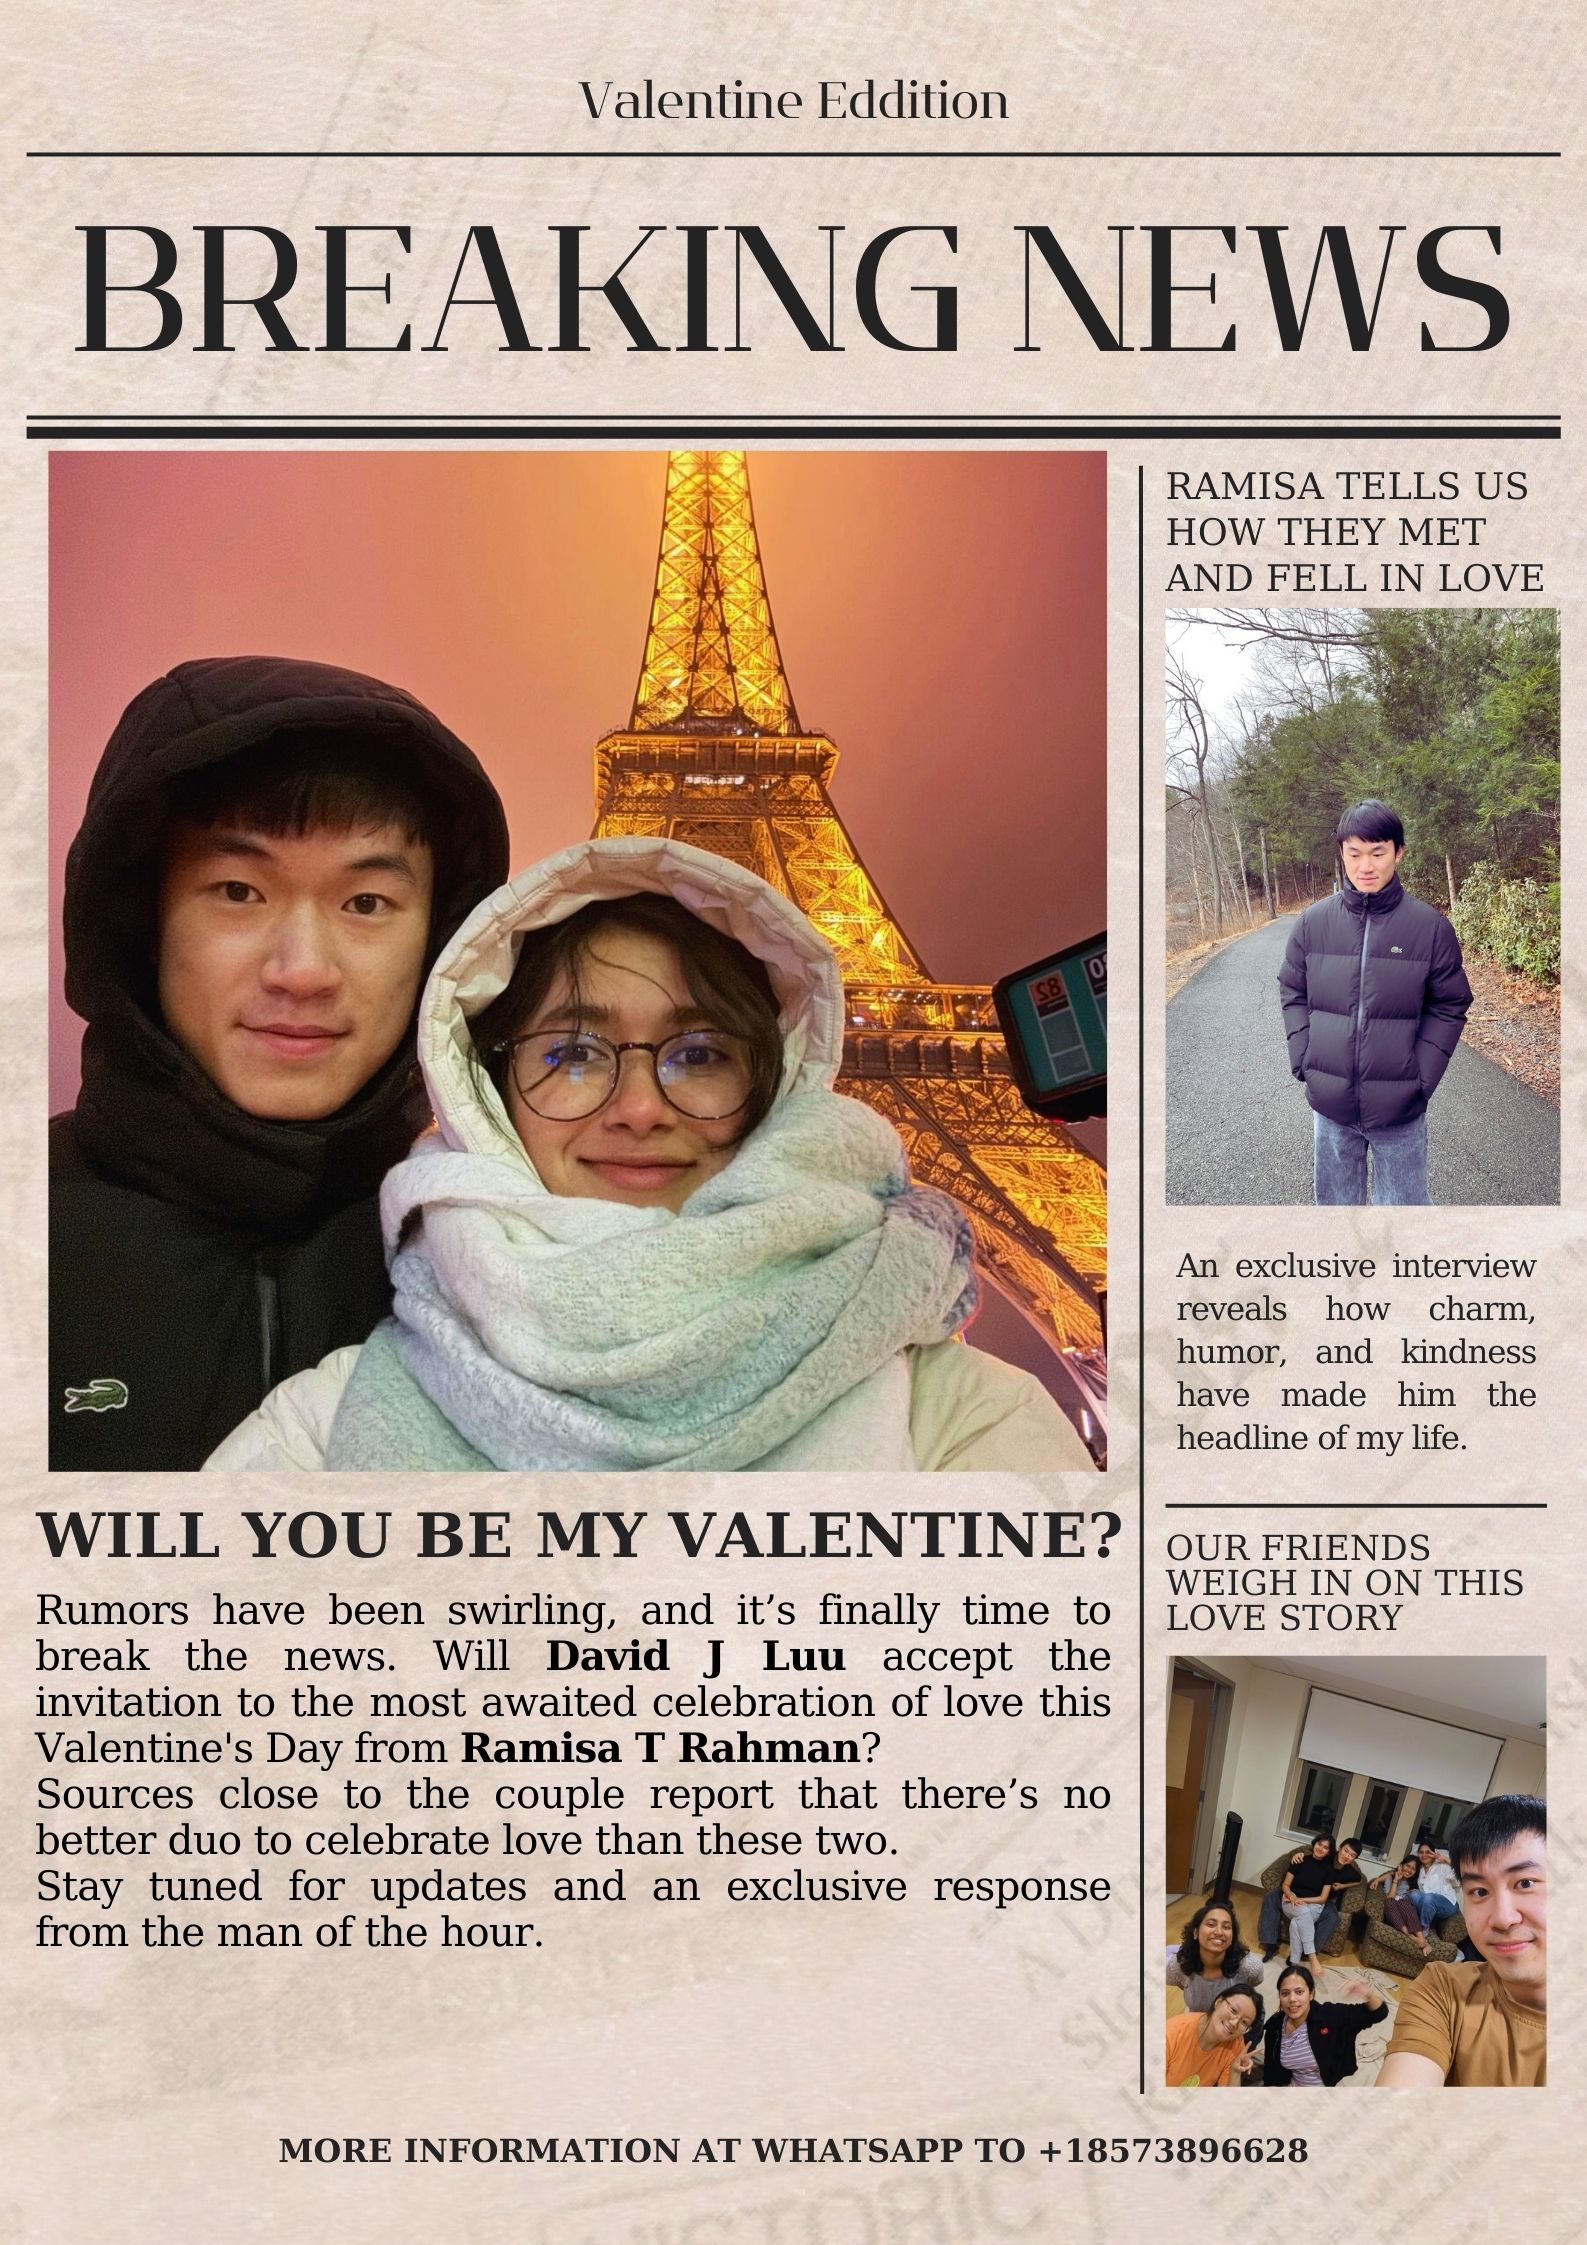 Valentine Eddition
BREAKING NEWS
RAMISA TELLS US
HOW THEY MET
AND FELL IN LOVE
An exclusive interview
reveals how charm,
humor, and kindness
have made him the
headline of my life.
WILL YOU BE MY VALENTINE?
Rumors have been swirling, and it’s finally time to
break the news. Will David J Luu accept the
invitation to the most awaited celebration of love this
Valentine's Day from Ramisa T Rahman?
Sources close to the couple report that there’s no
better duo to celebrate love than these two.
Stay tuned for updates and an exclusive response
from the man of the hour.
OUR FRIENDS
WEIGH IN ON THIS
LOVE STORY
MORE INFORMATION AT WHATSAPP TO +18573896628